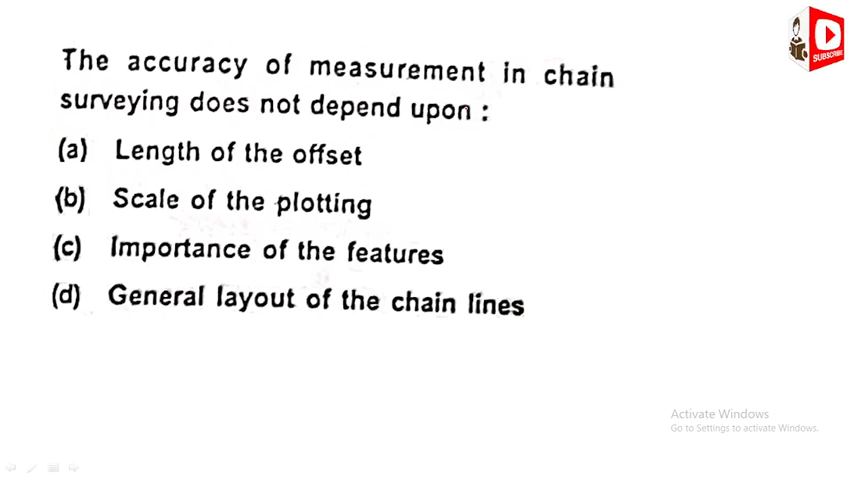 SUBSCRIBE
The accuracy of measurement in chain
surveying does not depend upon :
(a) Length of the offset
(b) Scale of the plotting
(c) Importance of the features
(d) General layout of the chain lines
Activate Windows
Go to Settings to activate Windows.